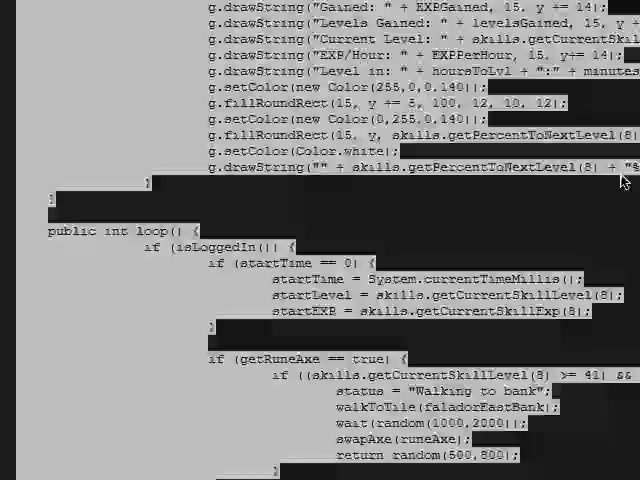 g.drawString("Gained: " + EXPGained, 15, y += 14);
g.drawString("Levels Gained: " + levelsGained, 15, y +
g.drawString("Current Level: " + skills.getCurrentSkil
g.drawString("EXP/Hour: " + EXPPerHour, 15, y+= 14);
g.drawString("Level in: " + hoursToLvl + ":" + minutes
g.setColor(new Color(255,0,0,140));
g.fillRoundRect(15, y += 5, 100, 12, 10, 12);
g.setColor(new Color(0,255,0,140));
g.fillRoundRect(15, y, skills.getPercentToNextLevel(8)
g.setColor(Color.white);
g.drawString("" + skills.getPercentToNextLevel(8) + "%
}
}
public int loop() {
if (isLoggedIn()) {
if (startTime == 0) {
startTime = System.currentTimeMillis();
startLevel = skills.getCurrentSkillLevel(8);
startEXP = skills.getCurrentSkillExp(8);
}
if (getRuneAxe == true) {
if ((skills.getCurrentSkillLevel(8) >= 41) &&
status = "Walking to bank";
walkToTile(faladorEastBank);
wait(random(1000,2000));
swapAxe(runeAxe);
return random(500,800);
}